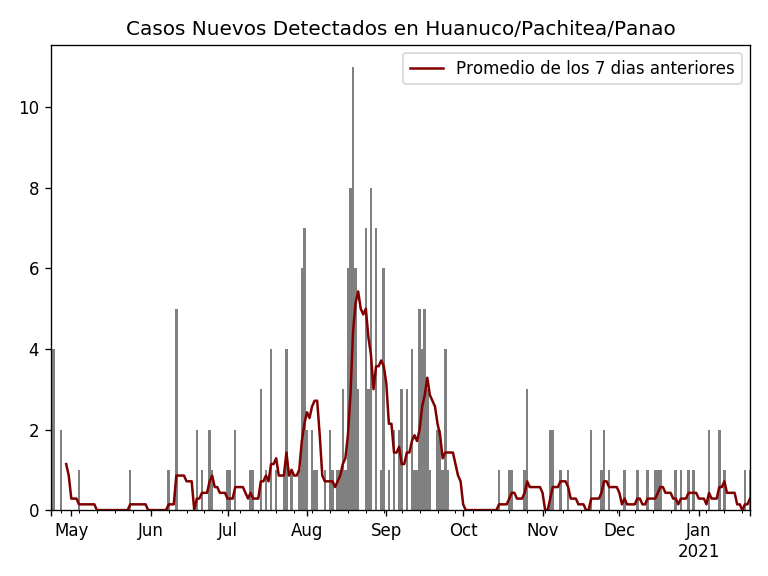 Casos Nuevos Detectados en Huanuco/Pachitea/Panao
Promedio de los 7 dias anteriores
10
8
6
4
2
0
May Jun Jul Aug Sep Oct Nov Dec Jan
2021